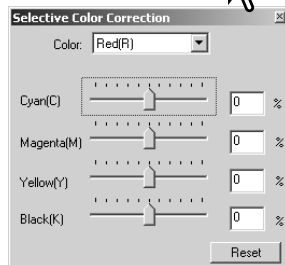 Selective Color Correction
Color: Red(R)
Cyan(C) 0 %
Magenta(M) 0 %
Yellow(Y) 0 %
Black(K) 0 %
Reset